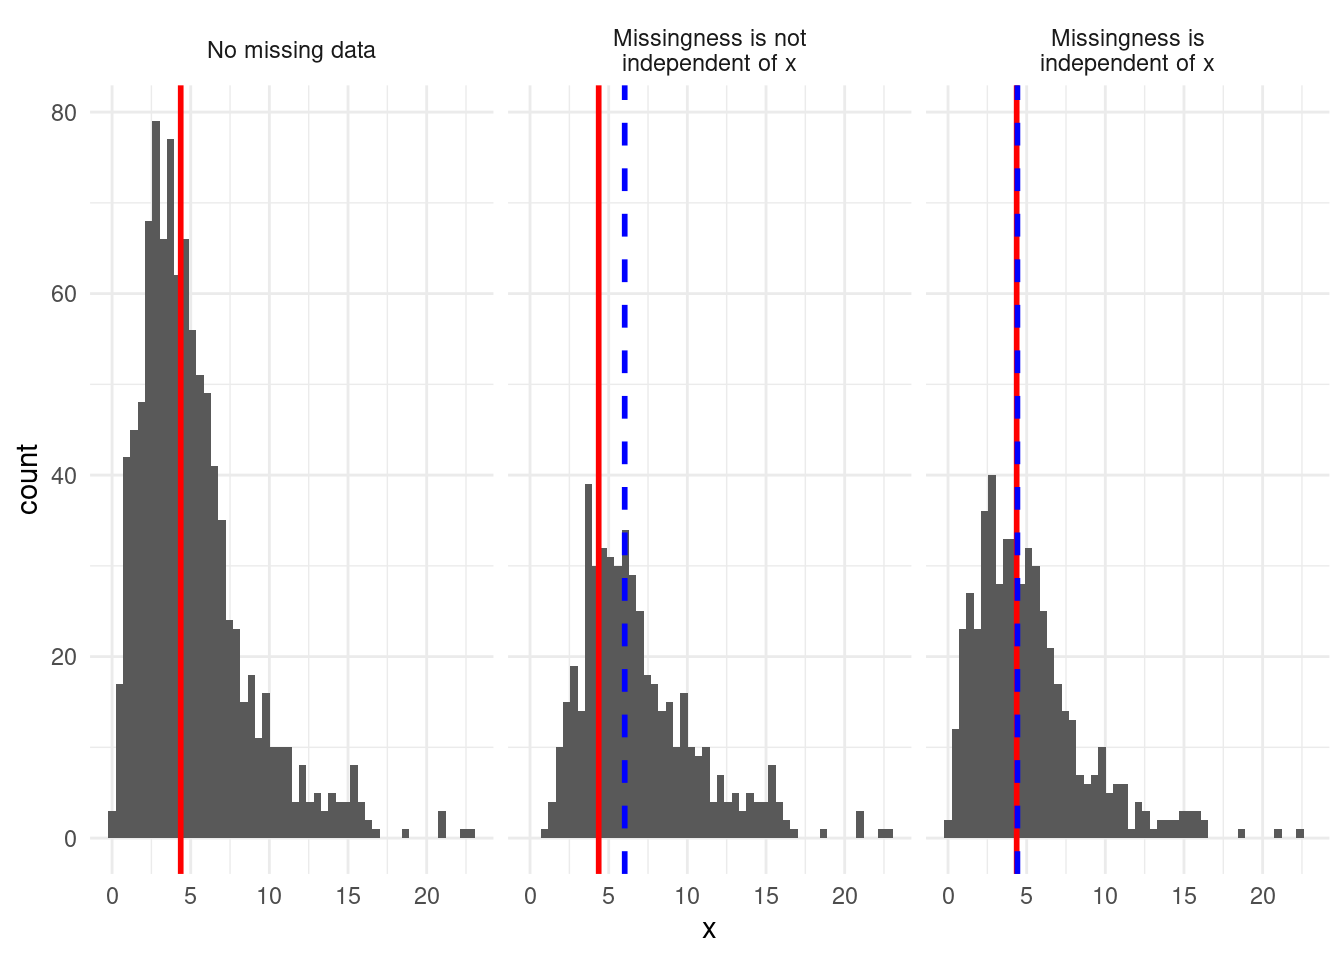 No missing data
Missingness is not
independent of x
Missingness is
independent of x
80
60
40
20
0
count
0 5 10 15 20
0 5 10 15 20
0 5 10 15 20
x